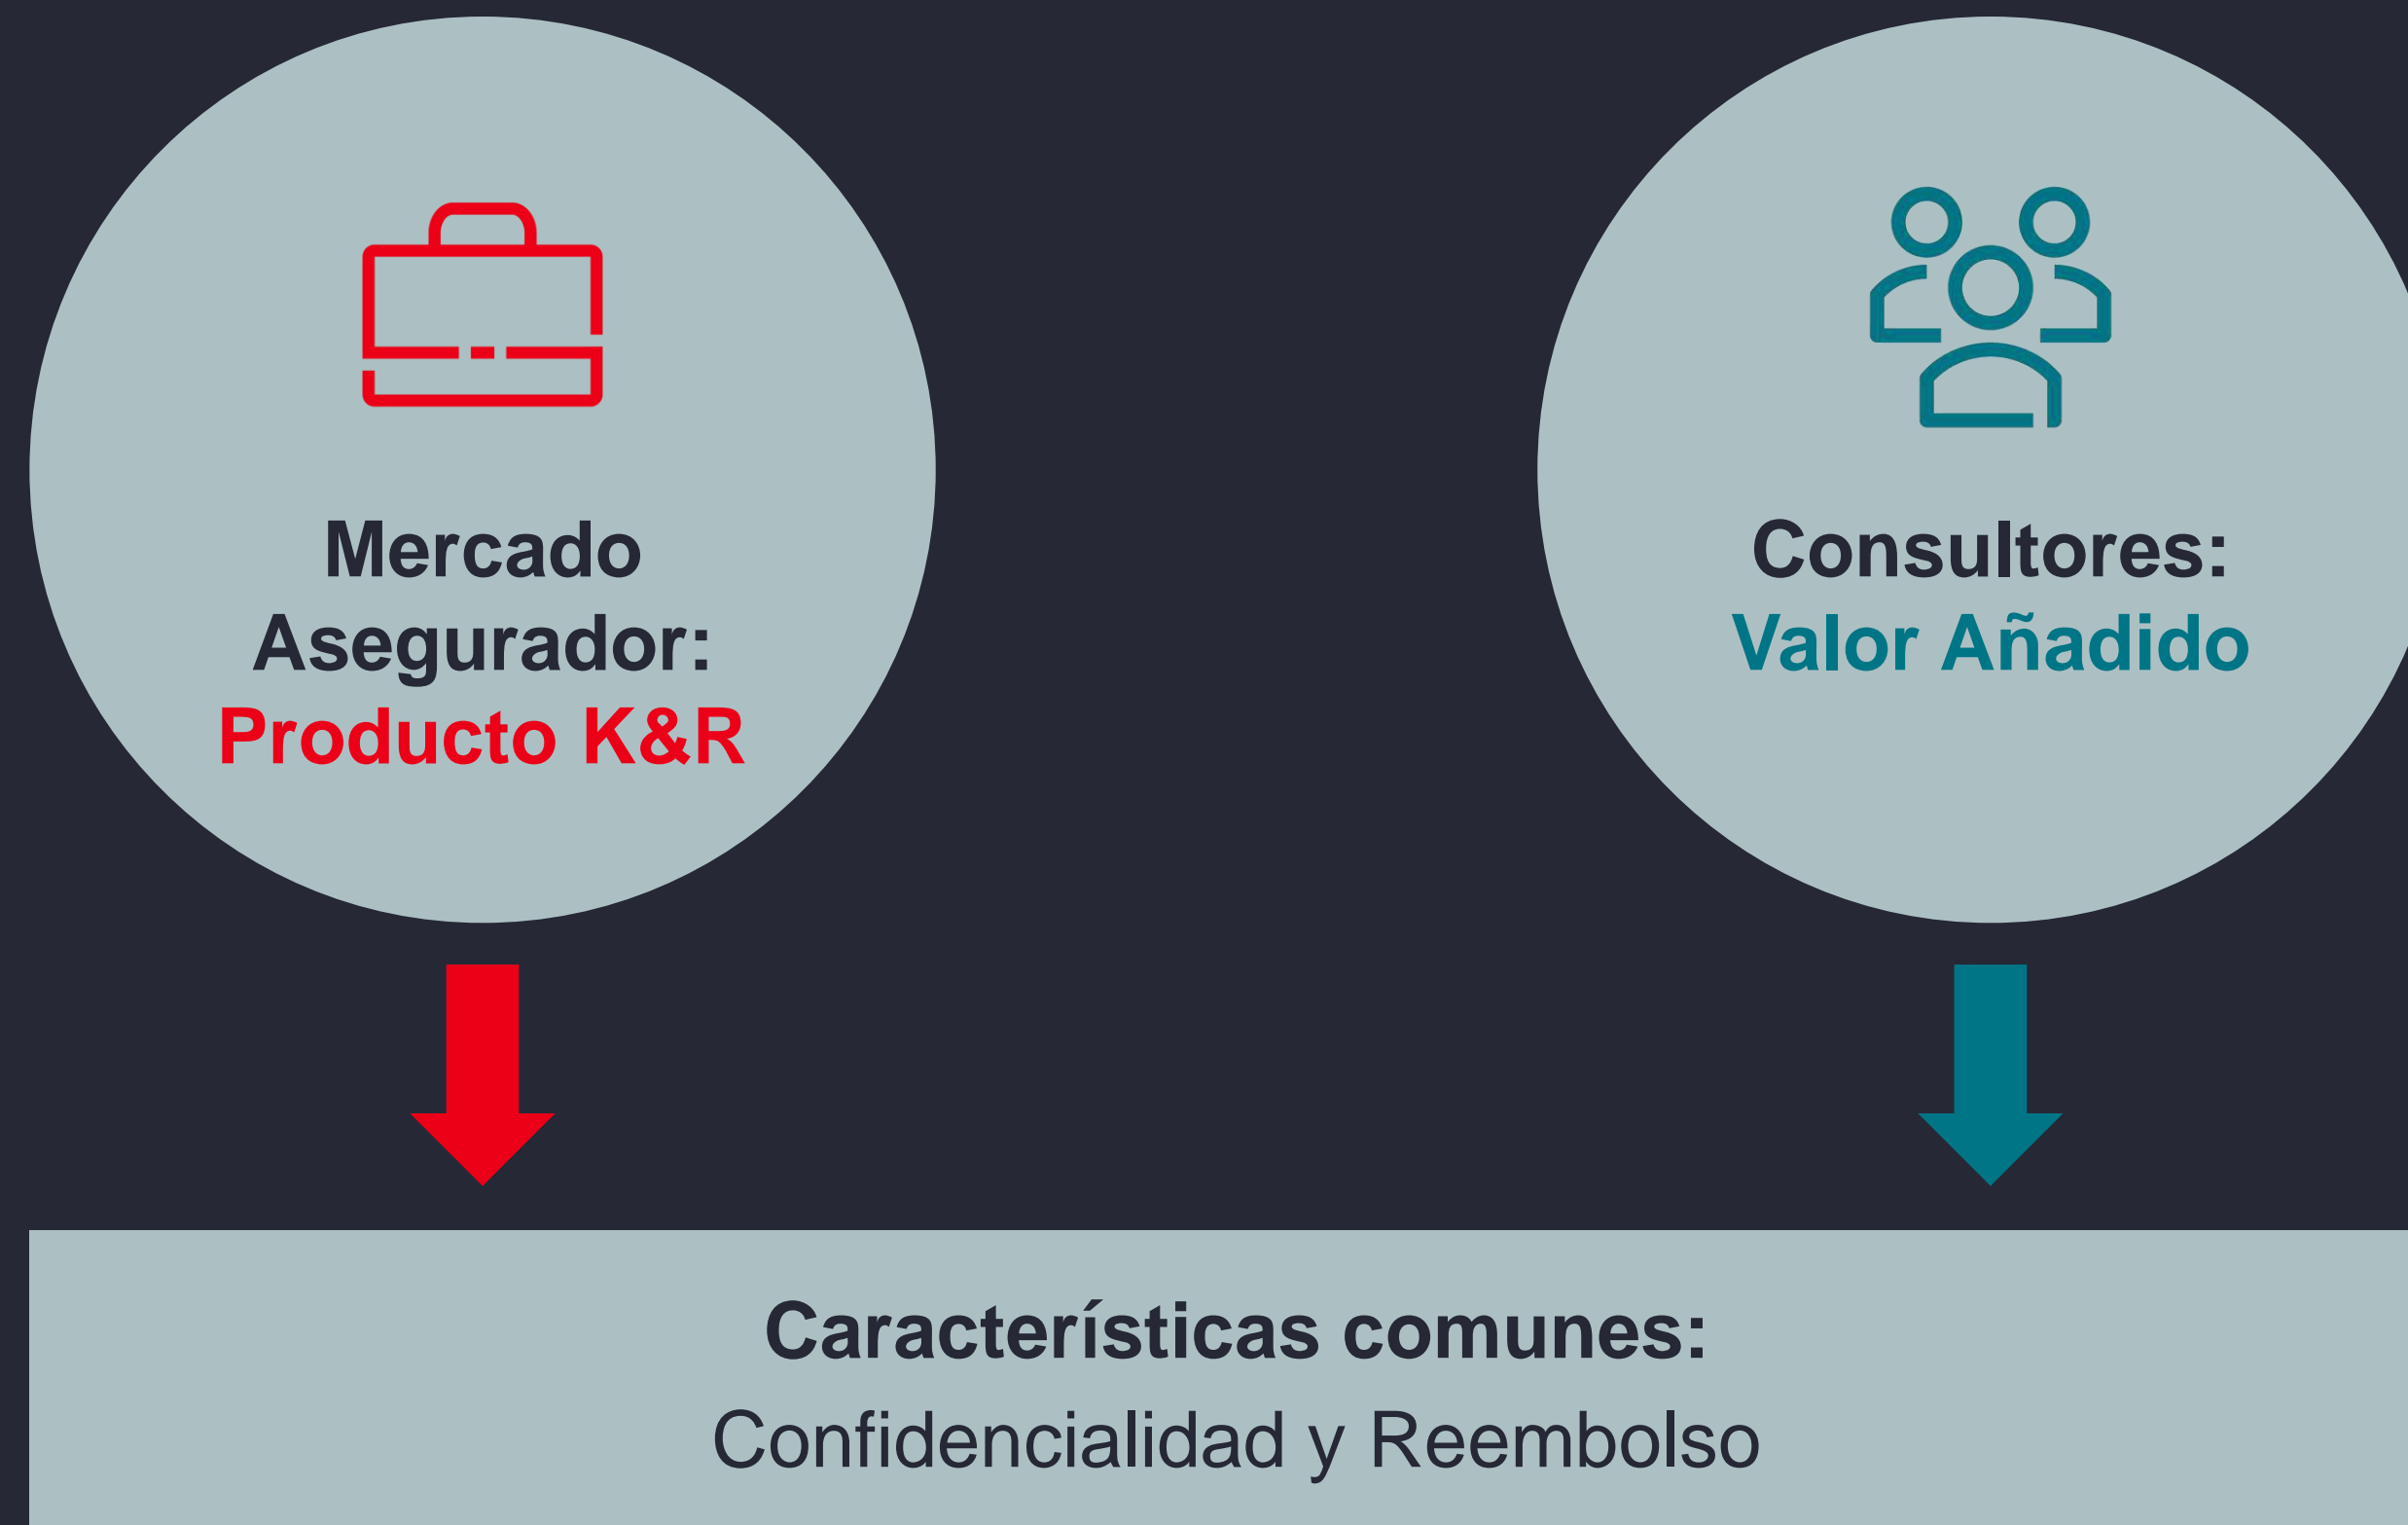 Mercado
Asegurador:
Producto K&R
Consultores:
Valor Añadido
Características comunes:
Confidencialidad y Reembolso